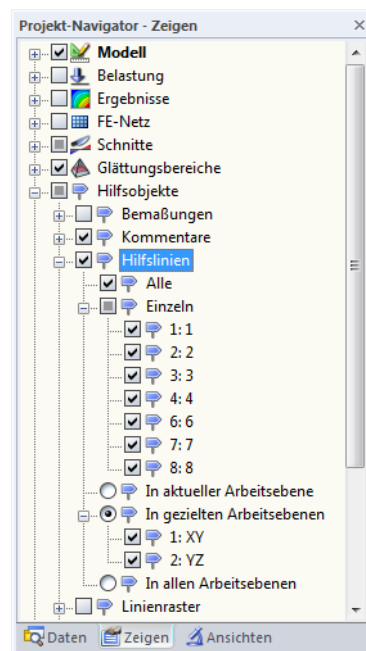 Projekt-Navigator - Zeigen
Modell
Belastung
Ergebnisse
FE-Netz
Schnitte
Glättungsbereiche
Hilfsobjekte
Bemaßungen
Kommentare
Hilfslinien
Alle
Einzeln
1: 1
2: 2
3: 3
4: 4
6: 6
7: 7
8: 8
In aktueller Arbeitsebene
In gezielten Arbeitsebenen
1: XY
2: YZ
In allen Arbeitsebenen
Linienraster
Daten Zeigen Ansichten